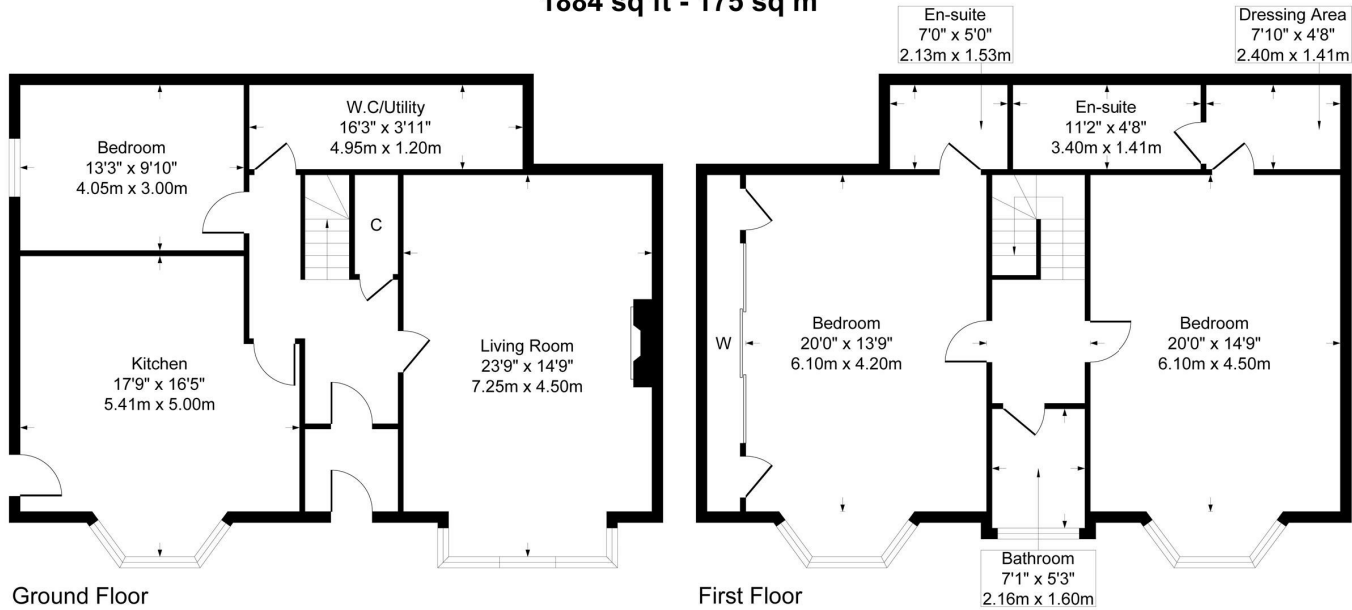 1884 sq ft - 175 sq m
Bedroom
13'3" x 9'10"
4.05m x 3.00m
W.C/Utility
16'3" x 3'11"
4.95m x 1.20m
C
Kitchen
17'9" x 16'5"
5.41m x 5.00m
Living Room
23'9" x 14'9"
7.25m x 4.50m
Ground Floor
En-suite
7'0" x 5'0"
2.13m x 1.53m
Dressing Area
7'10" x 4'8"
2.40m x 1.41m
En-suite
11'2" x 4'8"
3.40m x 1.41m
W
Bedroom
20'0" x 13'9"
6.10m x 4.20m
Bedroom
20'0" x 14'9"
6.10m x 4.50m
Bathroom
7'1" x 5'3"
2.16m x 1.60m
First Floor